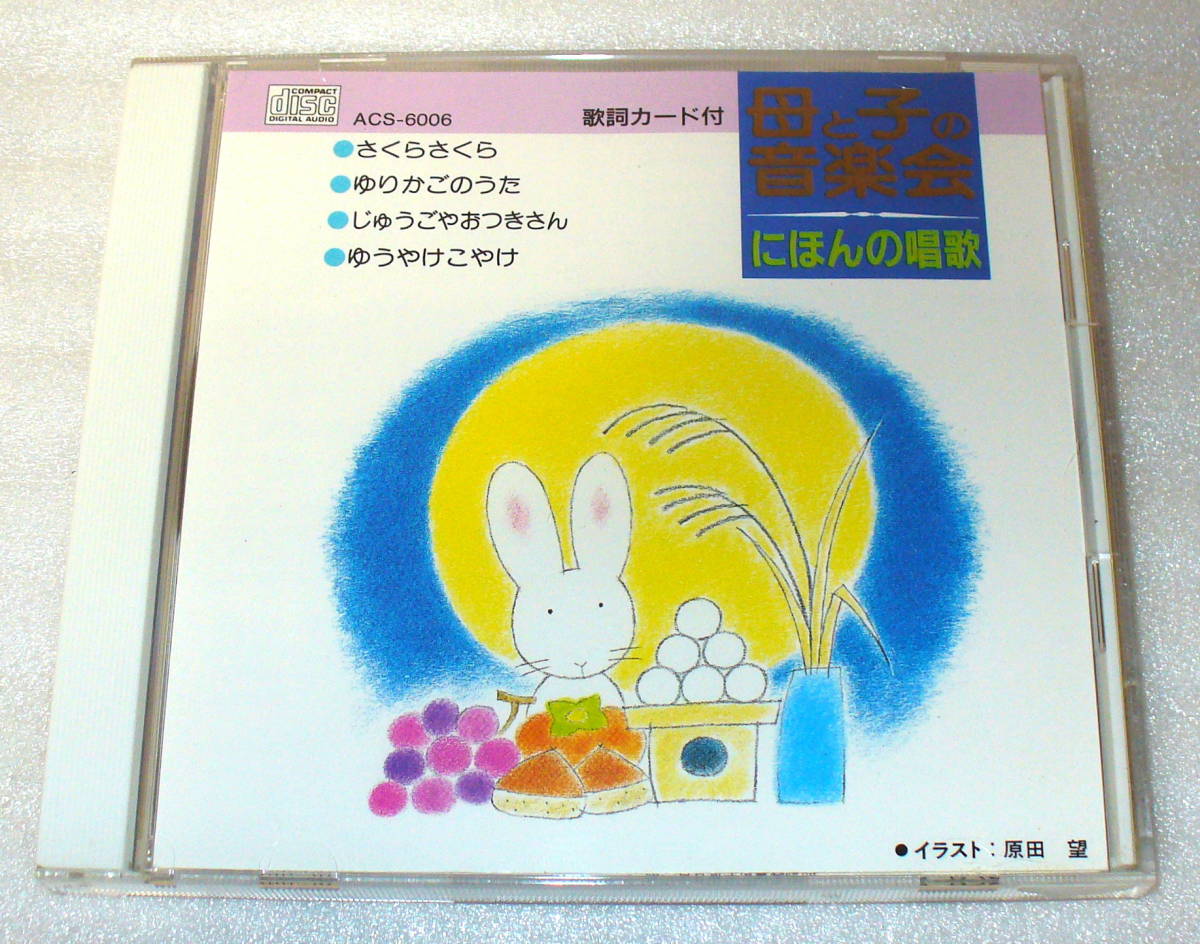 COMPACT
disc
DIGITAL AUDIO
ACS-6006
歌詞カード付
母と子の
音楽会
にほんの唱歌
●さくらさくら
●ゆりかごのうた
●じゅうごやおつきさん
●ゆうやけこやけ
●イラスト：原田 望